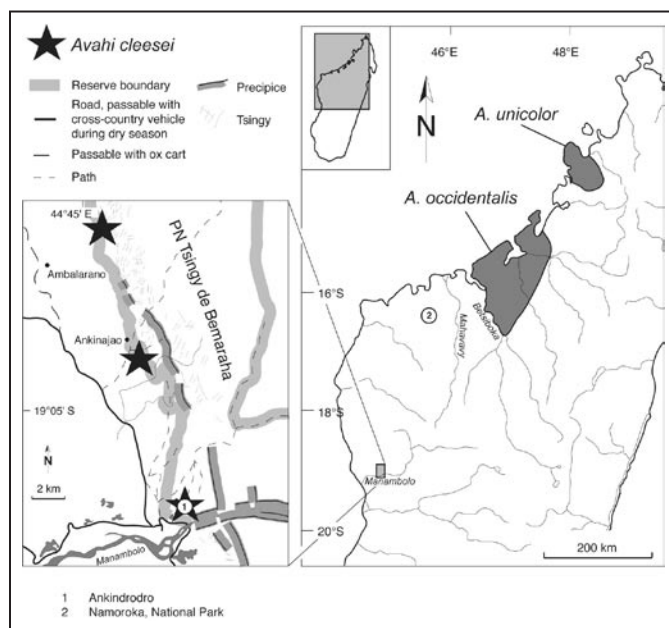 Avahi cleesei
Reserve boundary
Road, passable with
cross-country vehicle
during dry season
Passable with ox cart
Path
Precipice
Tsingy
44°45' E
Ambalarano
PN Tsingy de Bemaraha
Ankinajao
19°05' S
N
2 km
1
Manambolo
46°E
48°E
N
A. unicolor
A. occidentalis
16°S
2
Mahavavy
Betsiboka
18°S
Manambolo
20°S
200 km
1 Ankindrodro
2 Namoroka, National Park